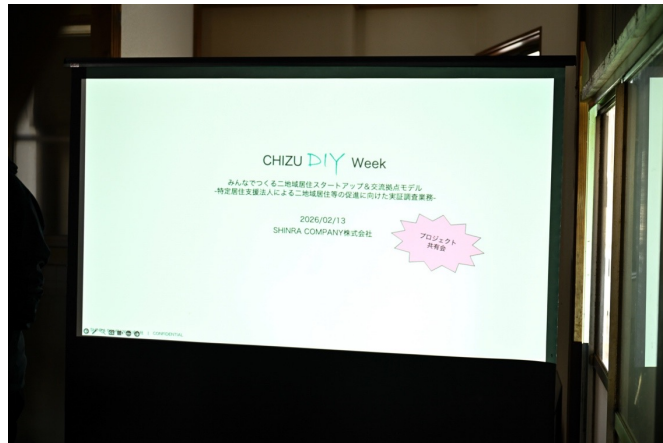 CHIZU DIY Week
みんなでつくる二地域居住スタートアップ＆交流拠点モデル
-特定居住支援法人による二地域居住等の促進に向けた実証調査業務-
2026/02/13
SHINRA COMPANY株式会社
プロジェクト
共有会
CONFIDENTIAL